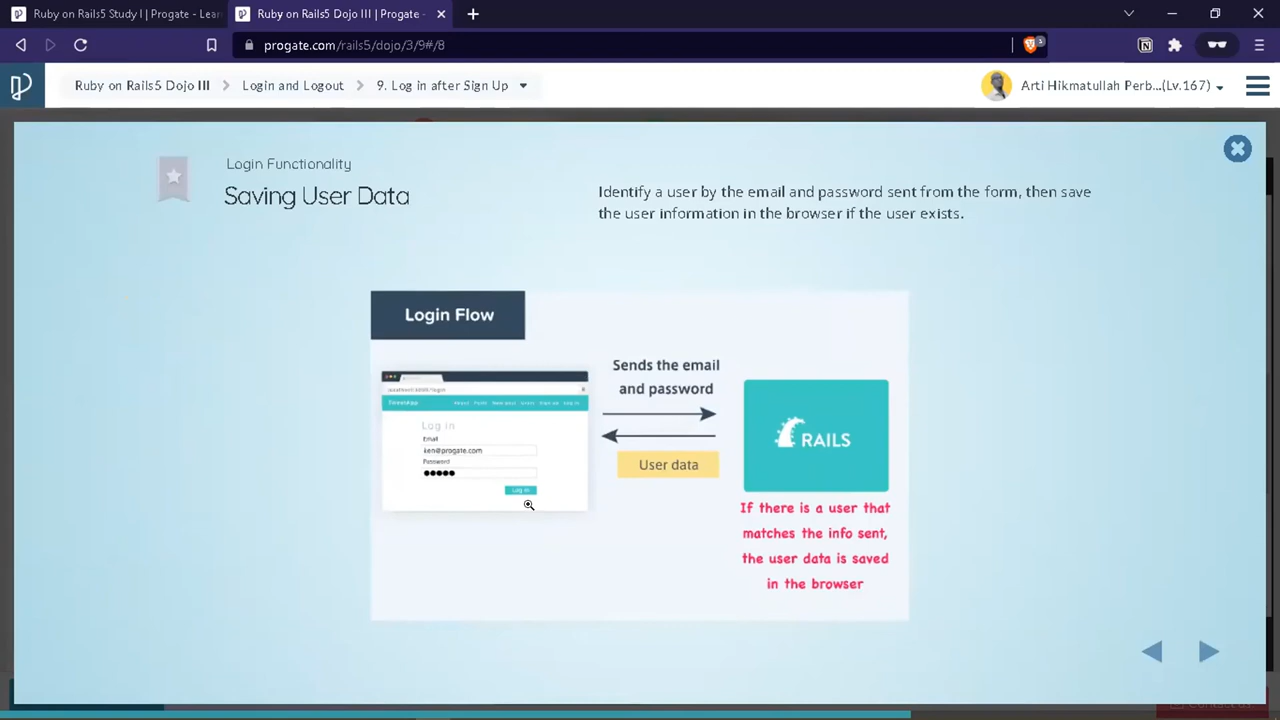 Ruby on Rails5 Study I | Progate - Lear
Ruby on Rails5 Dojo III | Progate -
progate.com/rails5/dojo/3/9#/8
3
Ruby on Rails5 Dojo III
Login and Logout
9. Log in after Sign Up
Arti Hikmatullah Perb...(Lv.167)
Login Functionality
Saving User Data
Identify a user by the email and password sent from the form, then save
the user information in the browser if the user exists.
Login Flow
Sends the email
and password
User data
Log in
Email
ken@progate.com
Password
Log in
RAILS
If there is a user that
matches the info sent,
the user data is saved
in the browser
Contact us